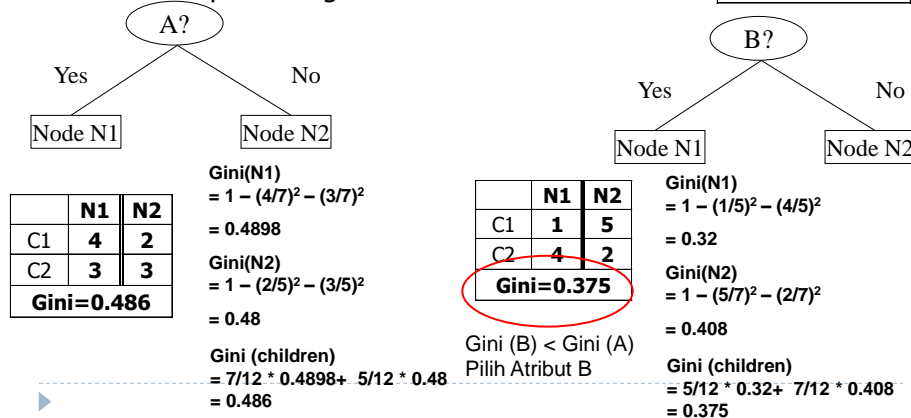 A?
Yes
No
Node N1
Node N2
N1 N2
C1 4 2
C2 3 3
Gini=0.486
Gini(N1)
= 1 – (4/7)² – (3/7)²
= 0.4898
Gini(N2)
= 1 – (2/5)² – (3/5)²
= 0.48
Gini (children)
= 7/12 * 0.4898+ 5/12 * 0.48
= 0.486
B?
Yes
No
Node N1
Node N2
N1 N2
C1 1 5
C2 4 2
Gini=0.375
Gini (B) < Gini (A)
Pilih Atribut B
Gini(N1)
= 1 – (1/5)² – (4/5)²
= 0.32
Gini(N2)
= 1 – (5/7)² – (2/7)²
= 0.408
Gini (children)
= 5/12 * 0.32+ 7/12 * 0.408
= 0.375